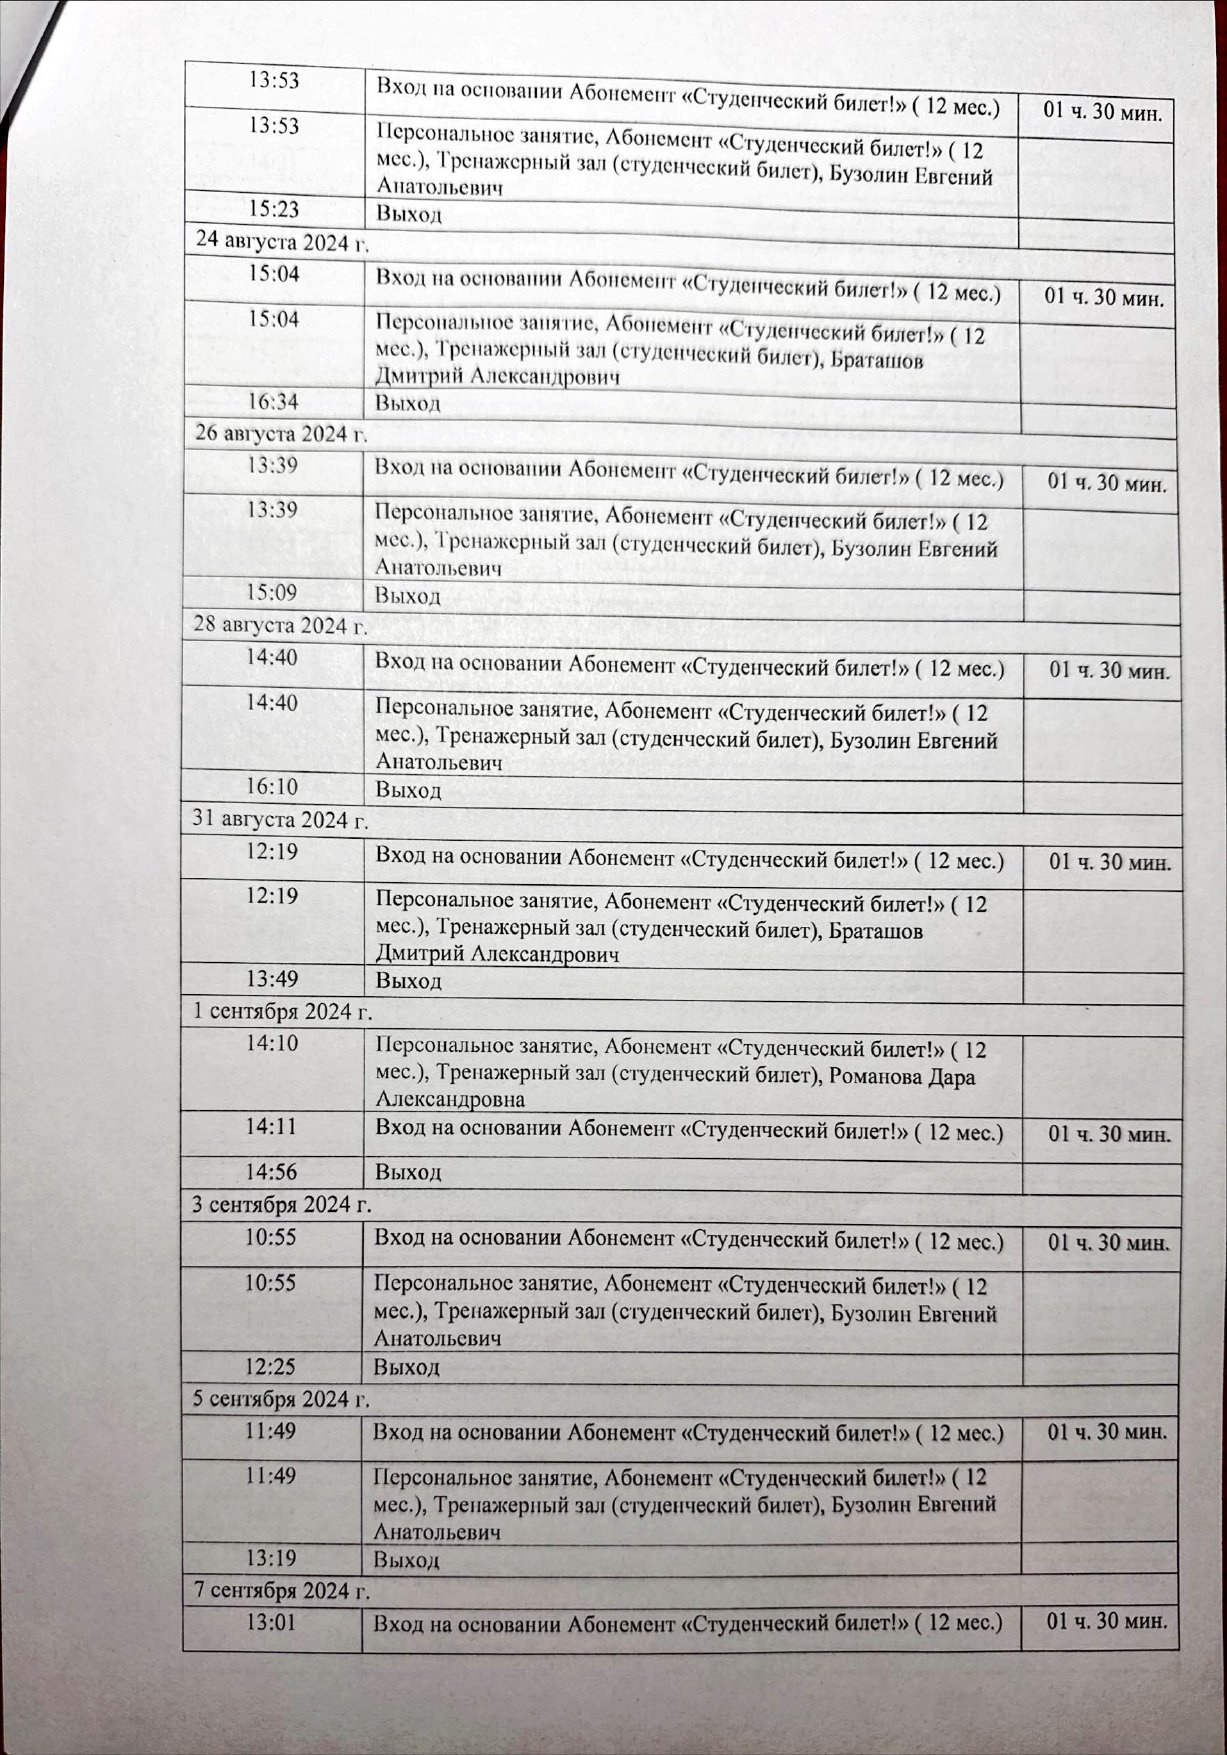 13:53 Вход на основании Абонемент «Студенческий билет!» ( 12 мес.) 01 ч. 30 мин.
13:53 Персональное занятие, Абонемент «Студенческий билет!» ( 12
мес.), Тренажерный зал (студенческий билет), Бузолин Евгений
Анатольевич
15:23 Выход
24 августа 2024 г.
15:04 Вход на основании Абонемент «Студенческий билет!» ( 12 мес.) 01 ч. 30 мин.
15:04 Персональное занятие, Абонемент «Студенческий билет!» ( 12
мес.), Тренажерный зал (студенческий билет), Браташов
Дмитрий Александрович
16:34 Выход
26 августа 2024 г.
13:39 Вход на основании Абонемент «Студенческий билет!» ( 12 мес.) 01 ч. 30 мин.
13:39 Персональное занятие, Абонемент «Студенческий билет!» ( 12
мес.), Тренажерный зал (студенческий билет), Бузолин Евгений
Анатольевич
15:09 Выход
28 августа 2024 г.
14:40 Вход на основании Абонемент «Студенческий билет!» ( 12 мес.) 01 ч. 30 мин.
14:40 Персональное занятие, Абонемент «Студенческий билет!» ( 12
мес.), Тренажерный зал (студенческий билет), Бузолин Евгений
Анатольевич
16:10 Выход
31 августа 2024 г.
12:19 Вход на основании Абонемент «Студенческий билет!» ( 12 мес.) 01 ч. 30 мин.
12:19 Персональное занятие, Абонемент «Студенческий билет!» ( 12
мес.), Тренажерный зал (студенческий билет), Браташов
Дмитрий Александрович
13:49 Выход
1 сентября 2024 г.
14:10 Персональное занятие, Абонемент «Студенческий билет!» ( 12
мес.), Тренажерный зал (студенческий билет), Романова Дара
Александровна
14:11 Вход на основании Абонемент «Студенческий билет!» ( 12 мес.) 01 ч. 30 мин.
14:56 Выход
3 сентября 2024 г.
10:55 Вход на основании Абонемент «Студенческий билет!» ( 12 мес.) 01 ч. 30 мин.
10:55 Персональное занятие, Абонемент «Студенческий билет!» ( 12
мес.), Тренажерный зал (студенческий билет), Бузолин Евгений
Анатольевич
12:25 Выход
5 сентября 2024 г.
11:49 Вход на основании Абонемент «Студенческий билет!» ( 12 мес.) 01 ч. 30 мин.
11:49 Персональное занятие, Абонемент «Студенческий билет!» ( 12
мес.), Тренажерный зал (студенческий билет), Бузолин Евгений
Анатольевич
13:19 Выход
7 сентября 2024 г.
13:01 Вход на основании Абонемент «Студенческий билет!» ( 12 мес.) 01 ч. 30 мин.